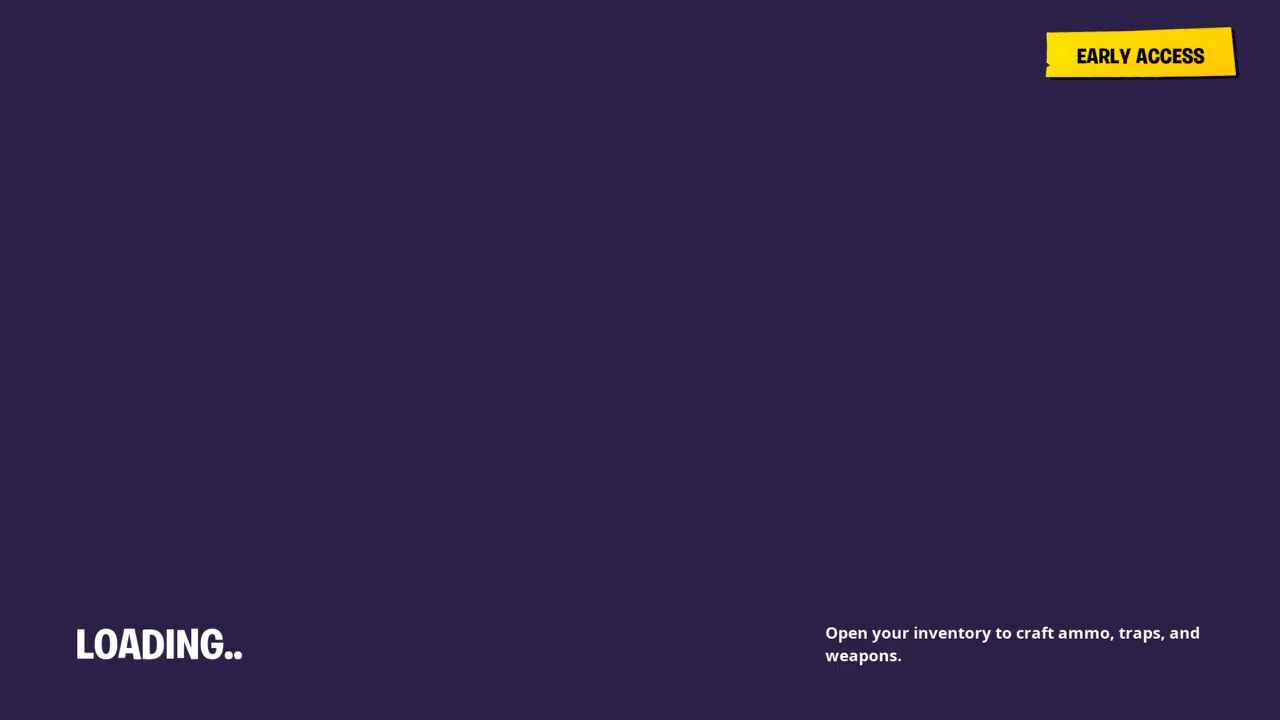 EARLY ACCESS
LOADING..
Open your inventory to craft ammo, traps, and
weapons.